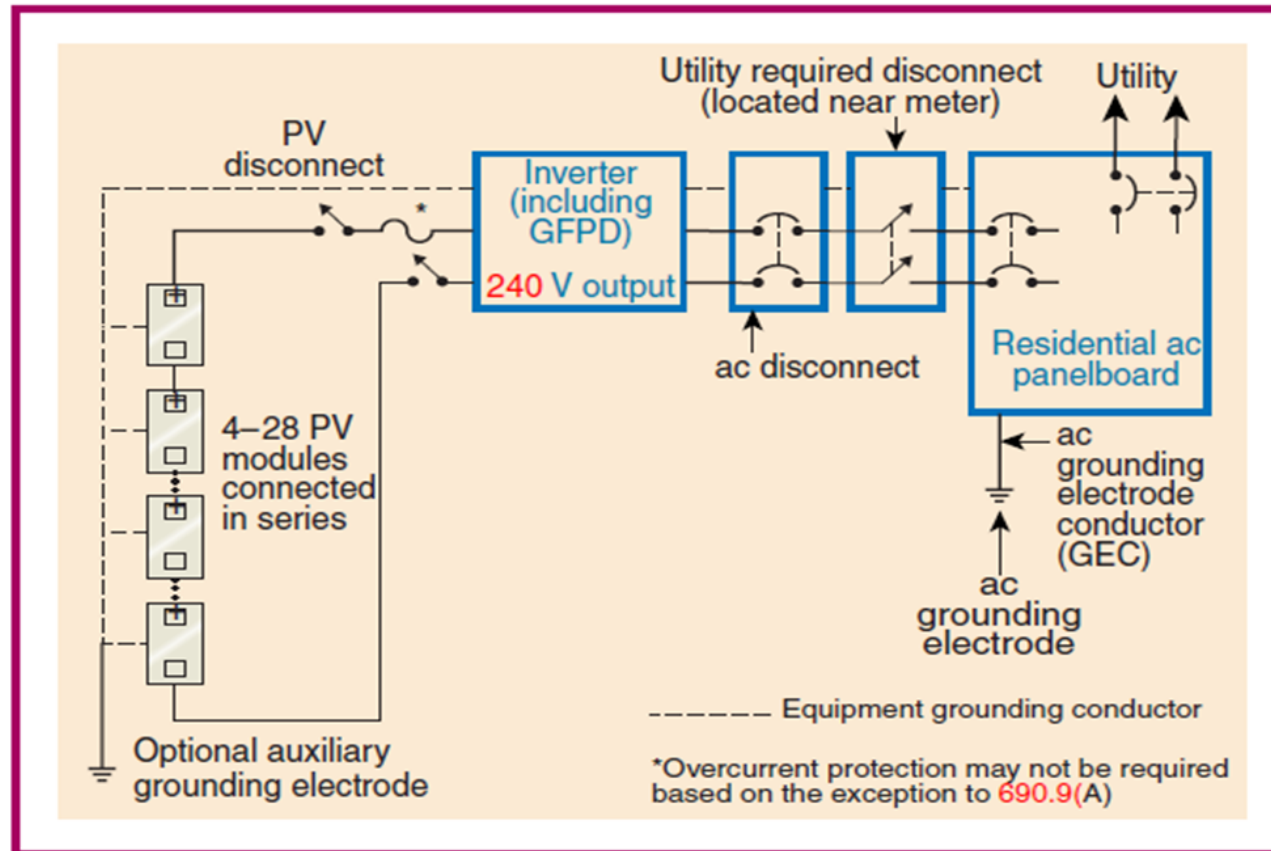 Utility required disconnect
(located near meter)
Utility
PV
disconnect
*
Inverter
(including
GFPD)
240 V output
ac disconnect
Residential ac
panelboard
+
+
+
+
4–28 PV
modules
connected
in series
ac
grounding
electrode
conductor
(GEC)
ac
grounding
electrode
Optional auxiliary
grounding electrode
Equipment grounding conductor
*Overcurrent protection may not be required
based on the exception to 690.9(A)